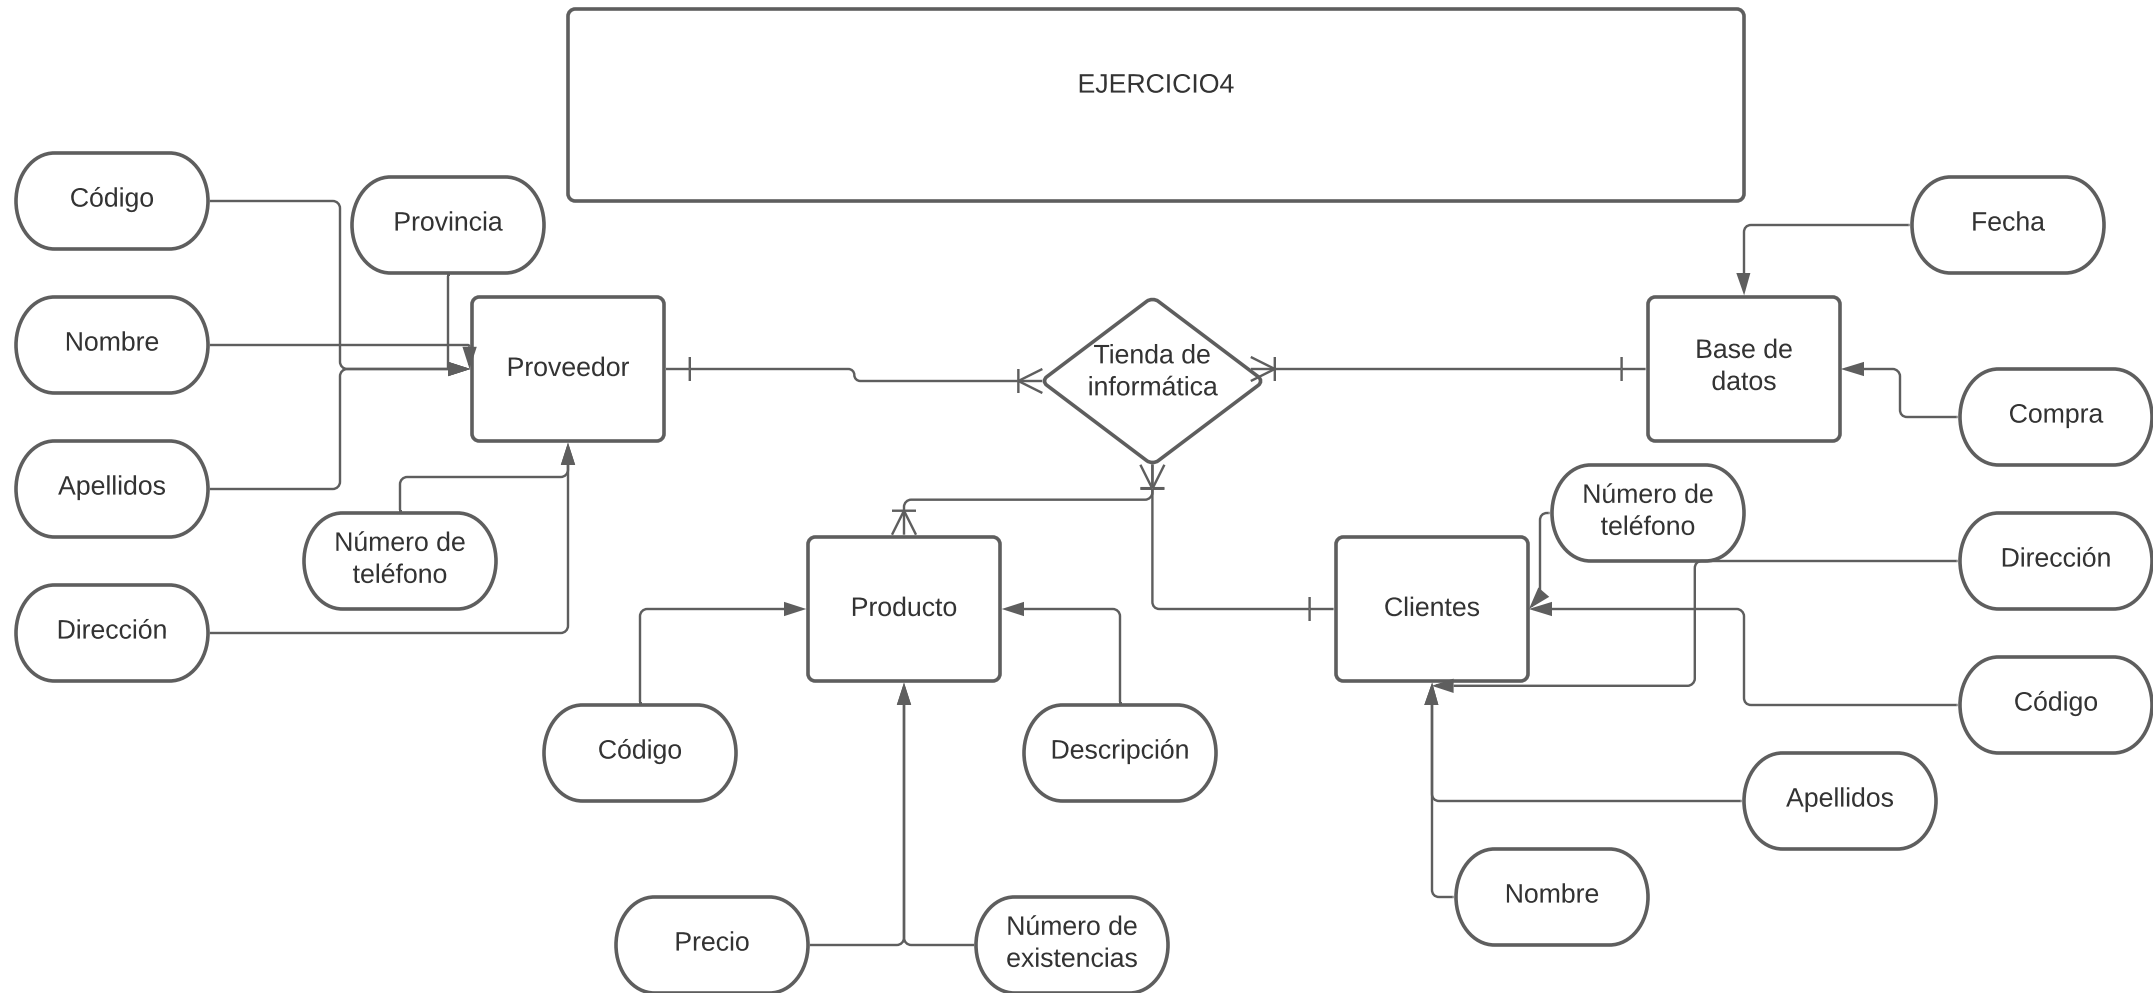 EJERCICIO4
Código
Provincia
Fecha
Nombre
Proveedor
Tienda de
informática
Base de
datos
Compra
Apellidos
Número de
teléfono
Número de
teléfono
Dirección
Dirección
Producto
Clientes
Código
Código
Descripción
Apellidos
Nombre
Precio
Número de
existencias